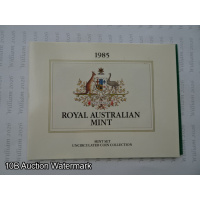 1985
ROYAL AUSTRALIAN
MINT
MINT SET
UNCIRCULATED COIN COLLECTION
10B Auction Watermark